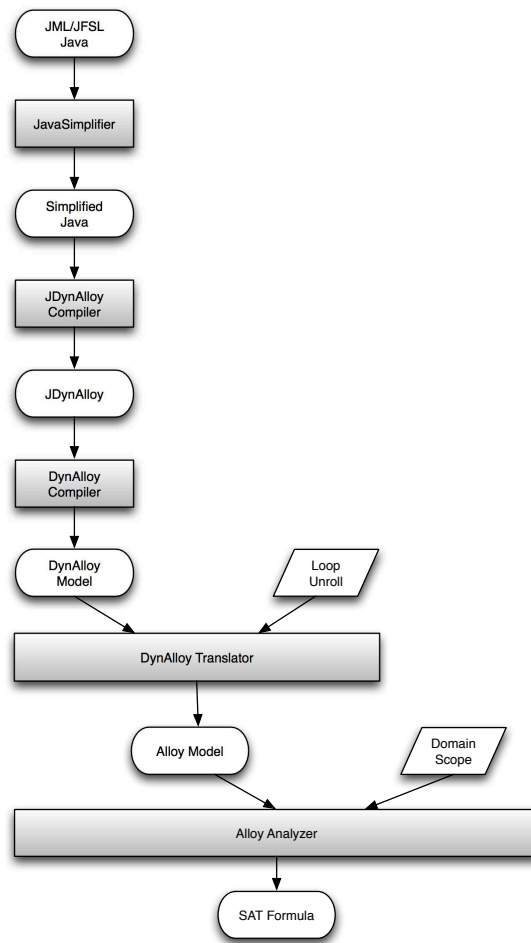 JML/JFSL
Java
JavaSimplifier
Simplified
Java
JDynAlloy
Compiler
JDynAlloy
DynAlloy
Compiler
DynAlloy
Model
Loop
Unroll
DynAlloy Translator
Alloy Model
Domain
Scope
Alloy Analyzer
SAT Formula